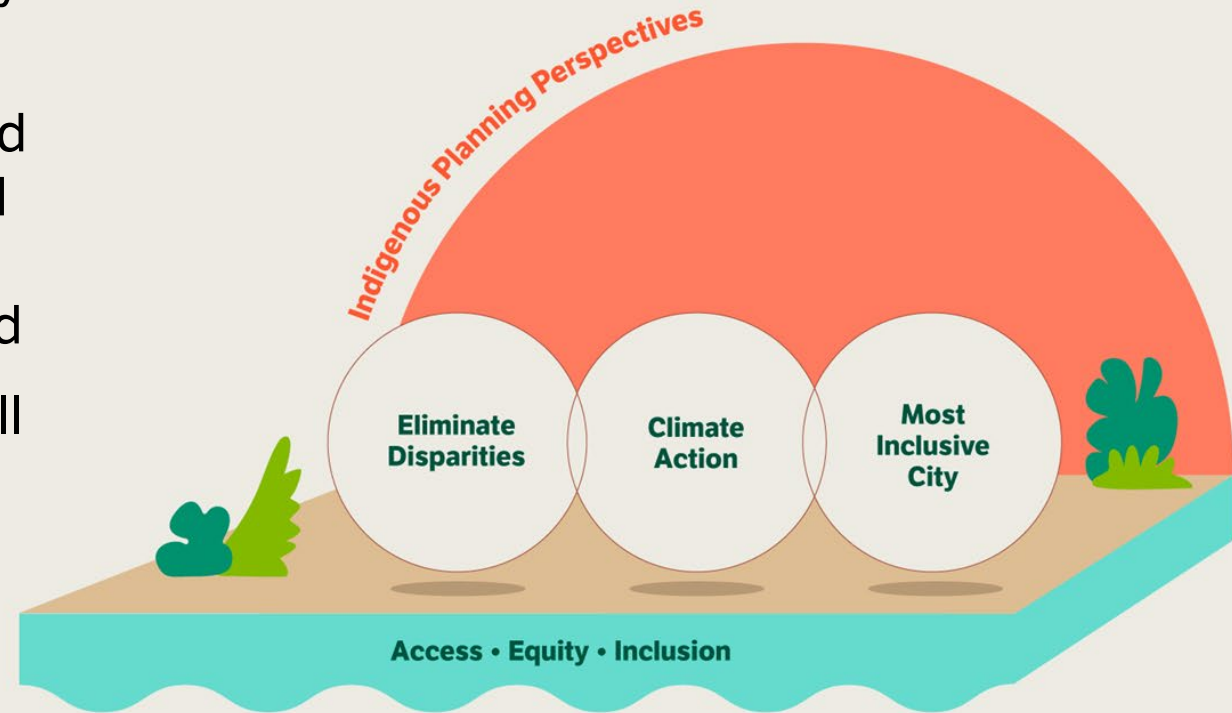 Indigenous Planning Perspectives
Eliminate
Disparities
Climate
Action
Most
Inclusive
City
Access • Equity • Inclusion